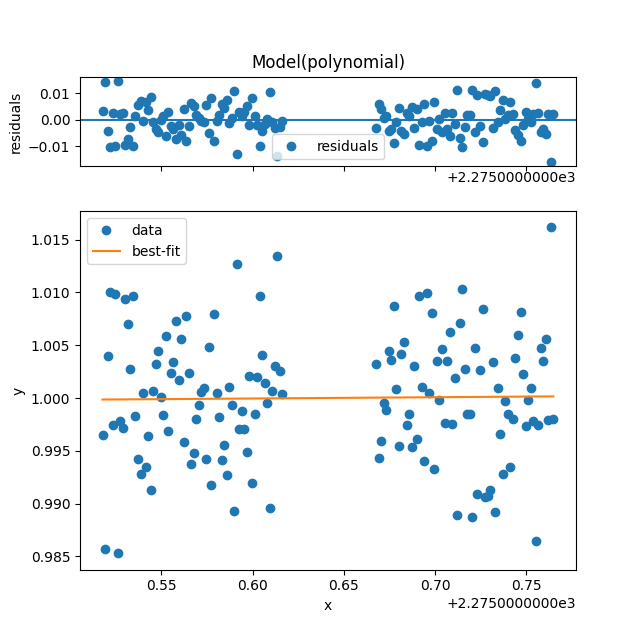 Model(polynomial)
residuals
0.01
0.00
−0.01
residuals
+2.2750000000e3
y
1.015
1.010
1.005
1.000
0.995
0.990
0.985
data
best-fit
0.55
0.60
0.65
0.70
0.75
x
+2.2750000000e3